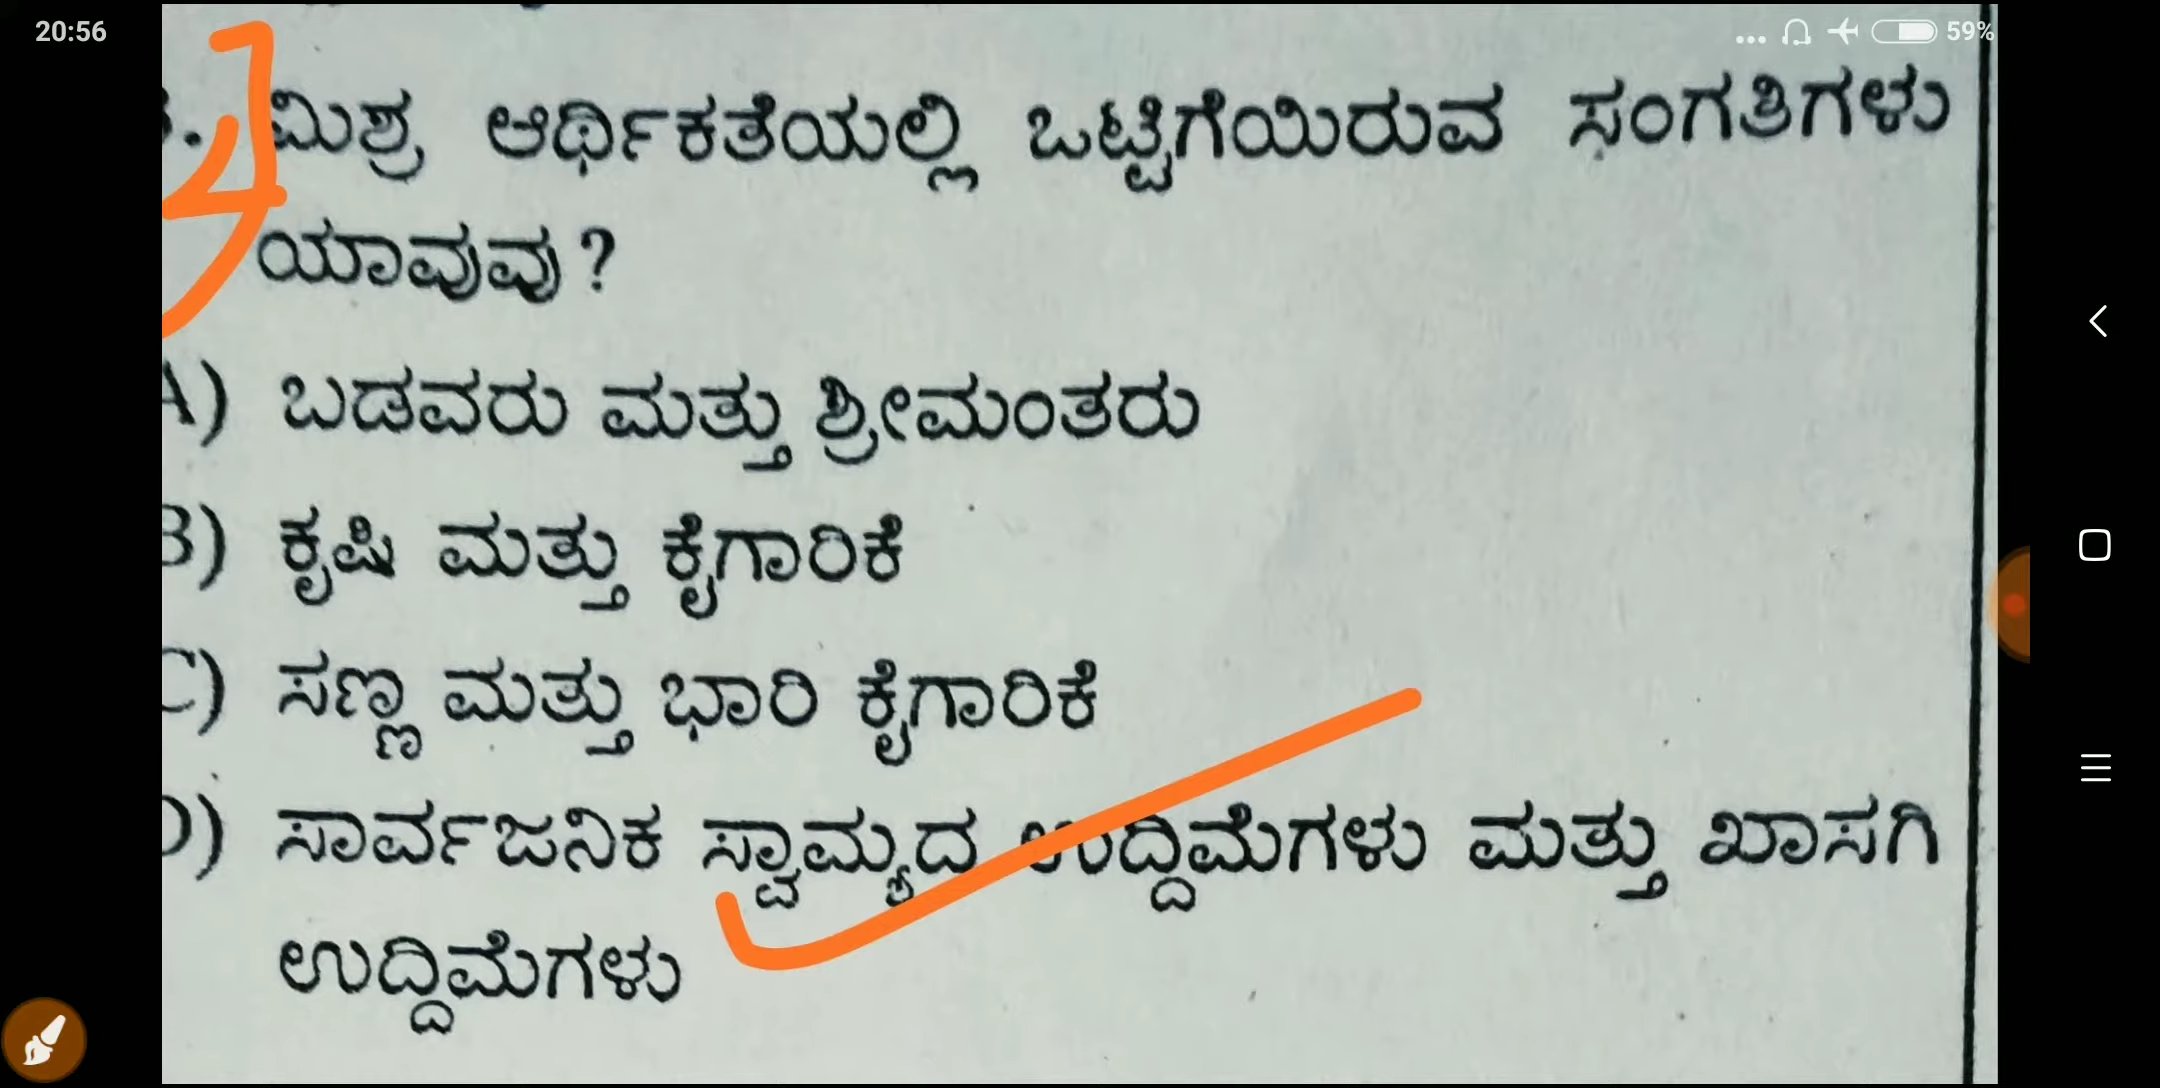 20:56
59%
ಮಿಶ್ರ ಆರ್ಥಿಕತೆಯಲ್ಲಿ ಒಟ್ಟಿಗೆಯಿರುವ ಸಂಗತಿಗಳು
ಯಾವುವು?
A) ಬಡವರು ಮತ್ತು ಶ್ರೀಮಂತರು
B) ಕೃಷಿ ಮತ್ತು ಕೈಗಾರಿಕೆ
C) ಸಣ್ಣ ಮತ್ತು ಭಾರಿ ಕೈಗಾರಿಕೆ
D) ಸಾರ್ವಜನಿಕ ಸ್ವಾಮ್ಯದ ಉದ್ದಿಮೆಗಳು ಮತ್ತು ಖಾಸಗಿ
ಉದ್ದಿಮೆಗಳು